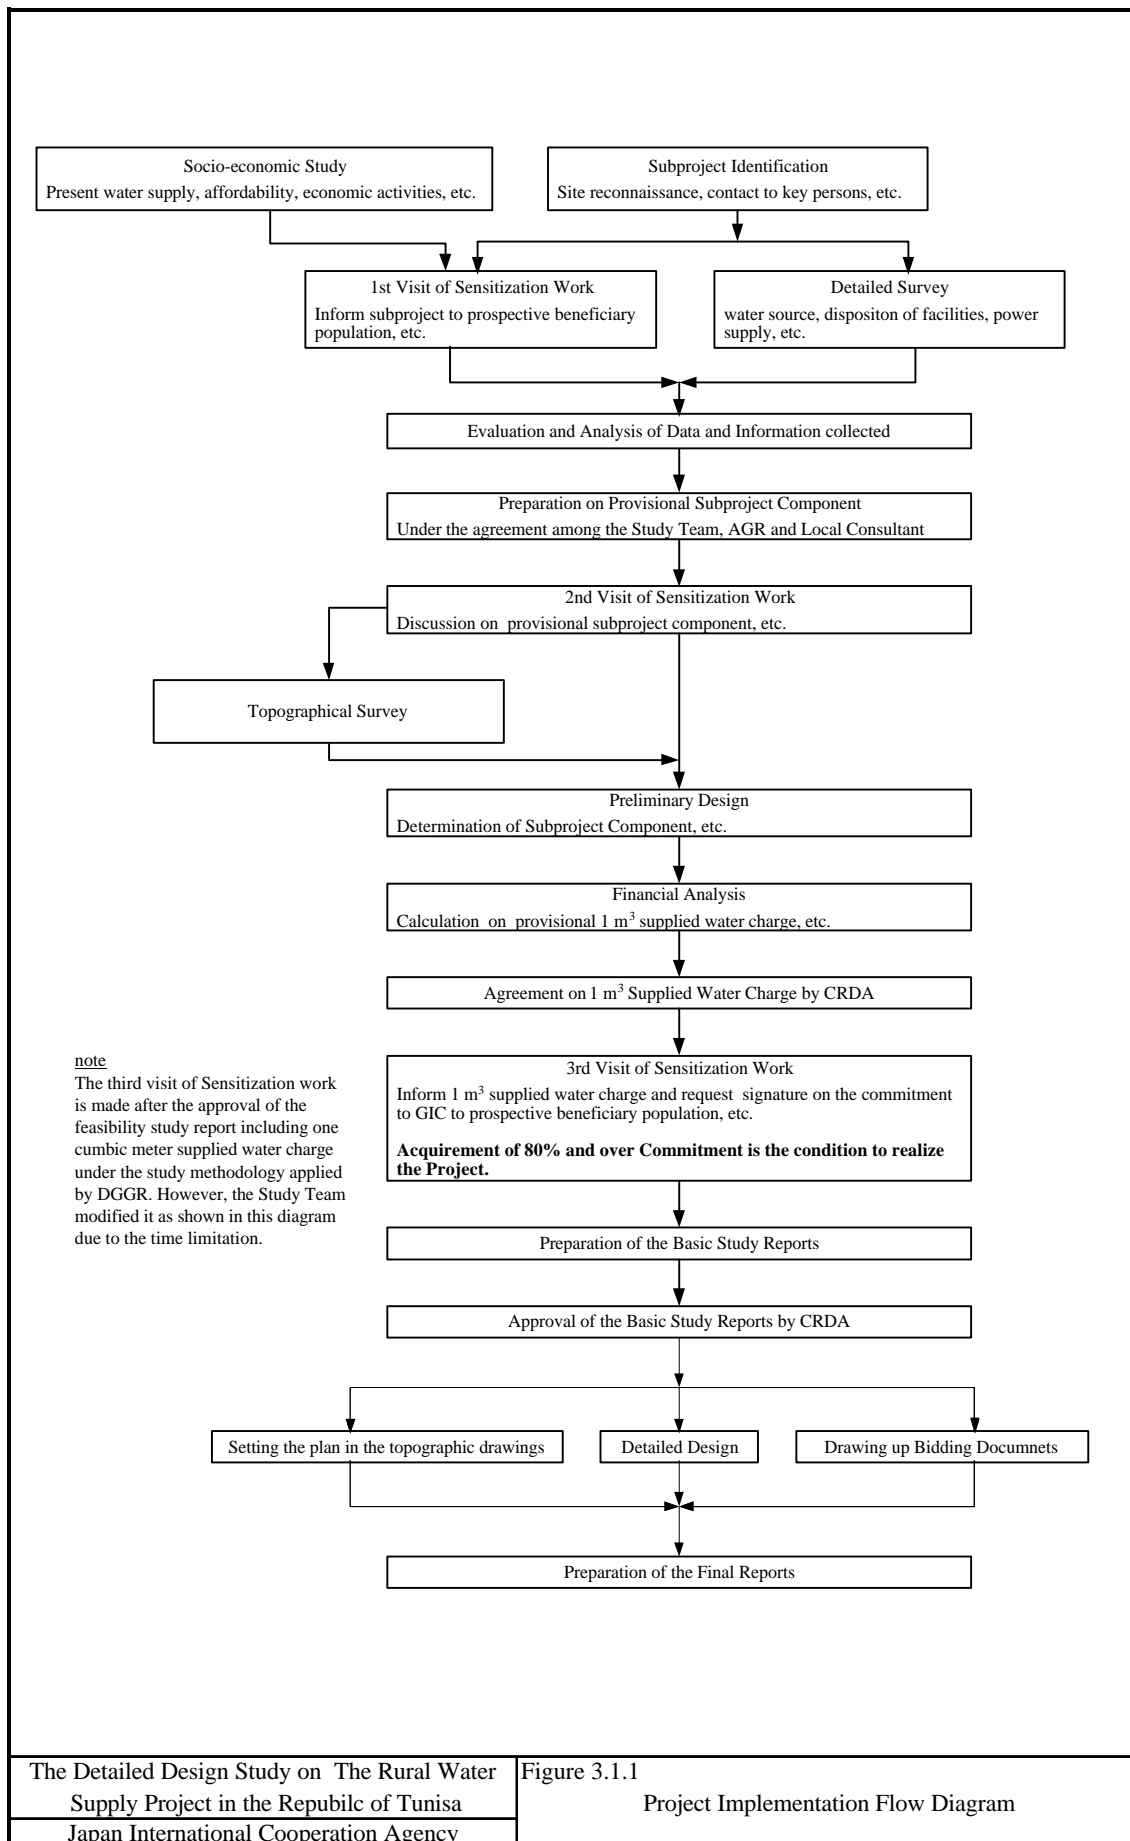 Socio-economic Study
Present water supply, affordability, economic activities, etc.
Subproject Identification
Site reconnaissance, contact to key persons, etc.
1st Visit of Sensitization Work
Inform subproject to prospective beneficiary
population, etc.
Detailed Survey
water source, dispositon of facilities, power
supply, etc.
Evaluation and Analysis of Data and Information collected
Preparation on Provisional Subproject Component
Under the agreement among the Study Team, AGR and Local Consultant
2nd Visit of Sensitization Work
Discussion on provisional subproject component, etc.
Topographical Survey
Preliminary Design
Determination of Subproject Component, etc.
Financial Analysis
Calculation on provisional 1 m³ supplied water charge, etc.
Agreement on 1 m³ Supplied Water Charge by CRDA
3rd Visit of Sensitization Work
Inform 1 m³ supplied water charge and request signature on the commitment
to GIC to prospective beneficiary population, etc.
Acquirement of 80% and over Commitment is the condition to realize
the Project.
note
The third visit of Sensitization work
is made after the approval of the
feasibility study report including one
cumbic meter supplied water charge
under the study methodology applied
by DGGR. However, the Study Team
modified it as shown in this diagram
due to the time limitation.
Preparation of the Basic Study Reports
Approval of the Basic Study Reports by CRDA
Setting the plan in the topographic drawings
Detailed Design
Drawing up Bidding Documnets
Preparation of the Final Reports
The Detailed Design Study on The Rural Water
Supply Project in the Repubilc of Tunisa
Japan International Cooperation Agency
Figure 3.1.1
Project Implementation Flow Diagram